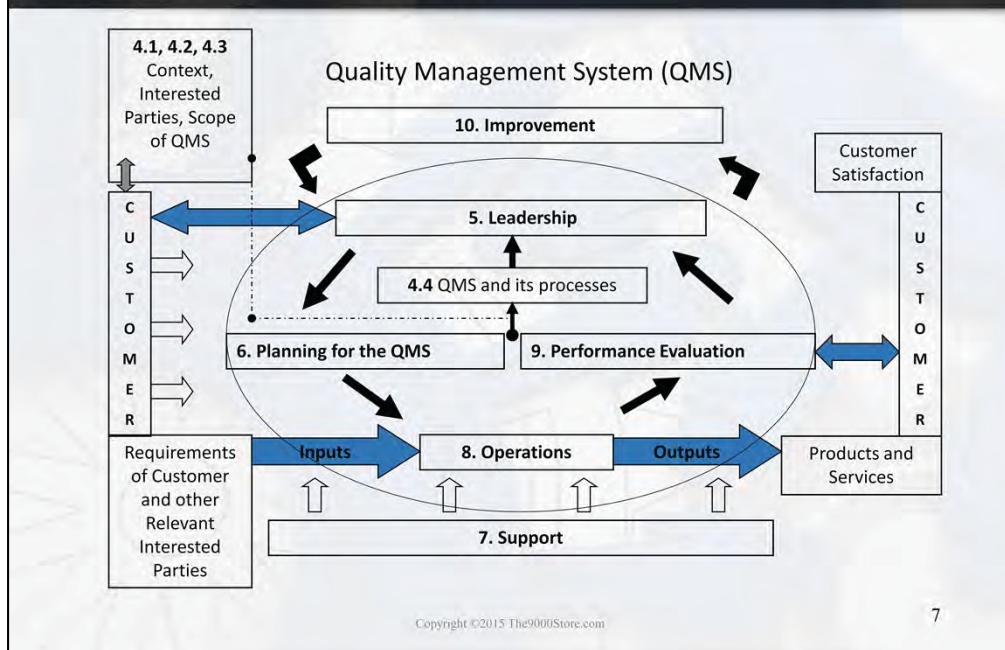 4.1, 4.2, 4.3
Context,
Interested
Parties, Scope
of QMS
Quality Management System (QMS)
10. Improvement
Customer
Satisfaction
C
U
S
T
O
M
E
R
5. Leadership
C
U
S
T
O
M
E
R
4.4 QMS and its processes
6. Planning for the QMS
9. Performance Evaluation
Requirements
of Customer
and other
Relevant
Interested
Parties
Inputs
8. Operations
Outputs
Products and
Services
7. Support
Copyright ©2015 The9000Store.com
7